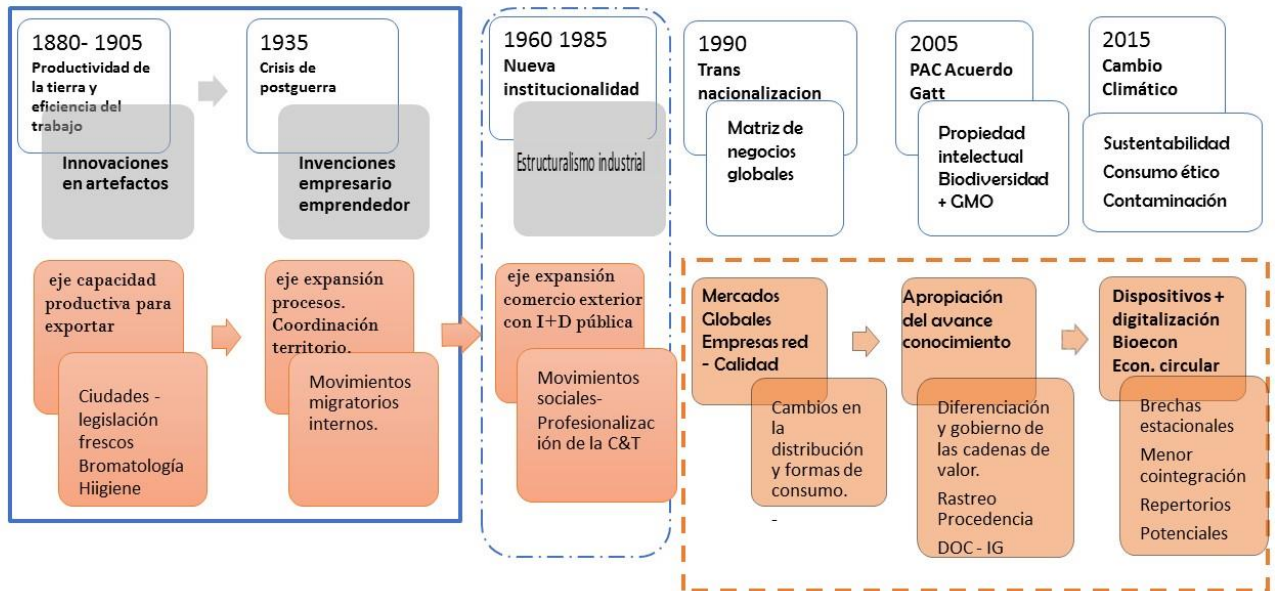 1880- 1905
Productividad de
la tierra y
eficiencia del
trabajo
Innovaciones
en artefactos
1935
Crisis de
postguerra
Invenciones
empresario
emprendedor
1960 1985
Nueva
institucionalidad
Estructuralismo industrial
1990
Trans
nacionalizacion
Matriz de
negocios
globales
2005
PAC Acuerdo
Gatt
Propiedad
intelectual
Biodiversidad
+ GMO
2015
Cambio
Climático
Sustentabilidad
Consumo ético
Contaminación
eje capacidad
productiva para
exportar
Ciudades -
legislación
frescos
Bromatología
Hiigiene
eje expansión
procesos.
Coordinación
territorio.
Movimientos
migratorios
internos.
eje expansión
comercio exterior
con I+D pública
Movimientos
sociales-
Profesionalizac
ión de la C&T
Mercados
Globales
Empresas red
- Calidad
Cambios en
la
distribución
y formas de
consumo.
-
Apropiación
del avance
conocimiento
Diferenciación
y gobierno de
las cadenas de
valor.
Rastreo
Procedencia
DOC - IG
Dispositivos +
digitalización
Bioecon
Econ. circular
Brechas
estacionales
Menor
cointegración
Repertorios
Potenciales